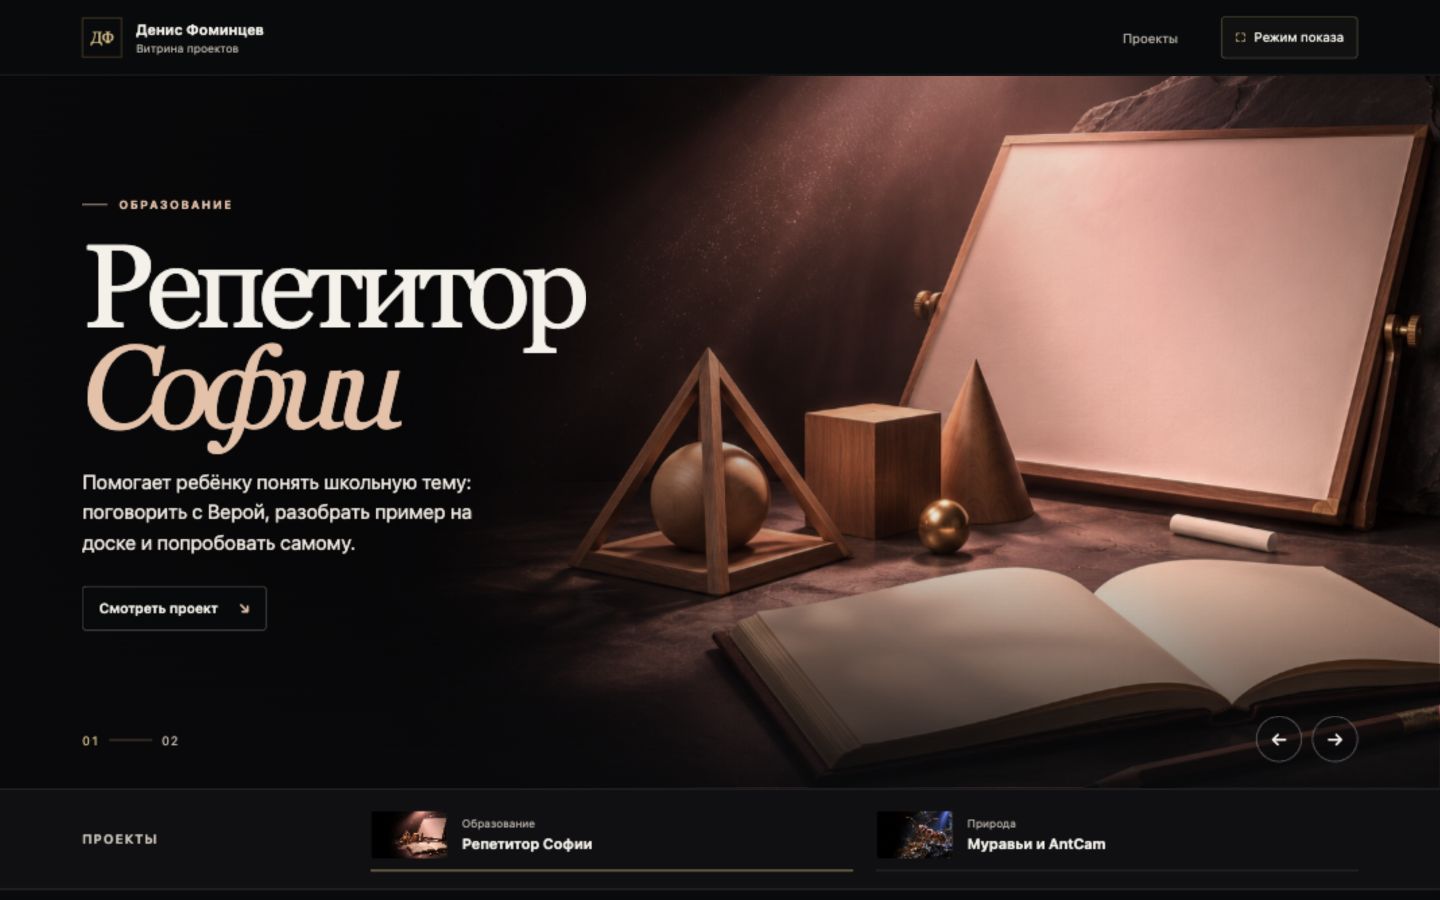 ДФ
Денис Фоминцев
Витрина проектов
Проекты
Режим показа
ОБРАЗОВАНИЕ
Репетитор
Софии
Помогает ребёнку понять школьную тему:
поговорить с Верой, разобрать пример на
доске и попробовать самому.
Смотреть проект
01
02
ПРОЕКТЫ
Образование
Репетитор Софии
Природа
Муравьи и AntCam